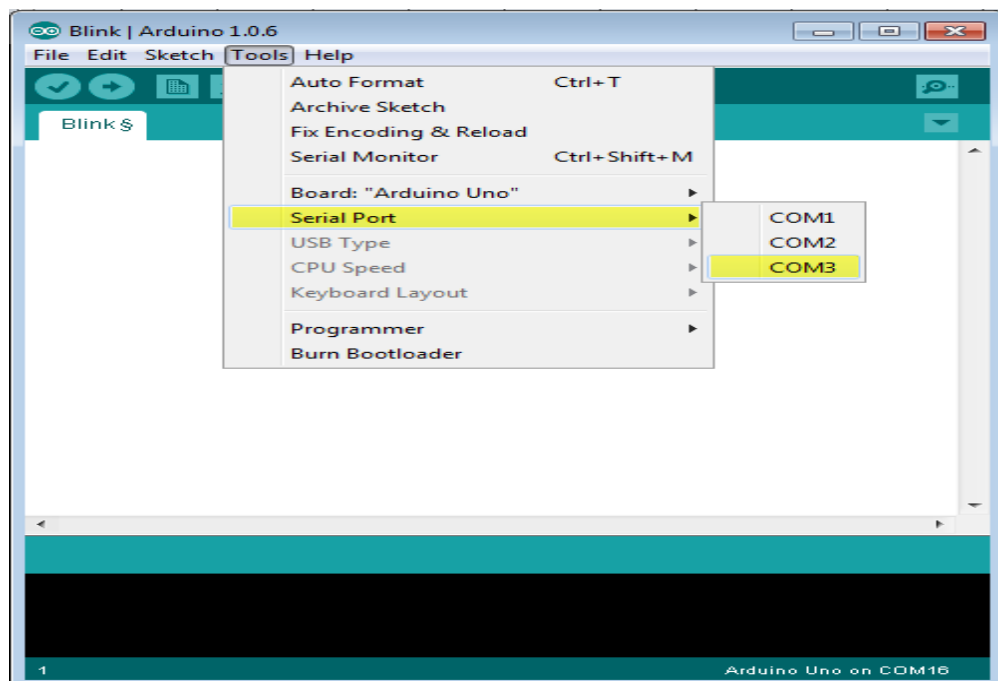 Blink | Arduino 1.0.6
File Edit Sketch Tools Help
Auto Format Ctrl+T
Archive Sketch
Blink §
Fix Encoding & Reload
Serial Monitor Ctrl+Shift+M
Board: "Arduino Uno"
Serial Port
COM1
USB Type
COM2
CPU Speed
COM3
Keyboard Layout
Programmer
Burn Bootloader
1 Arduino Uno on COM16